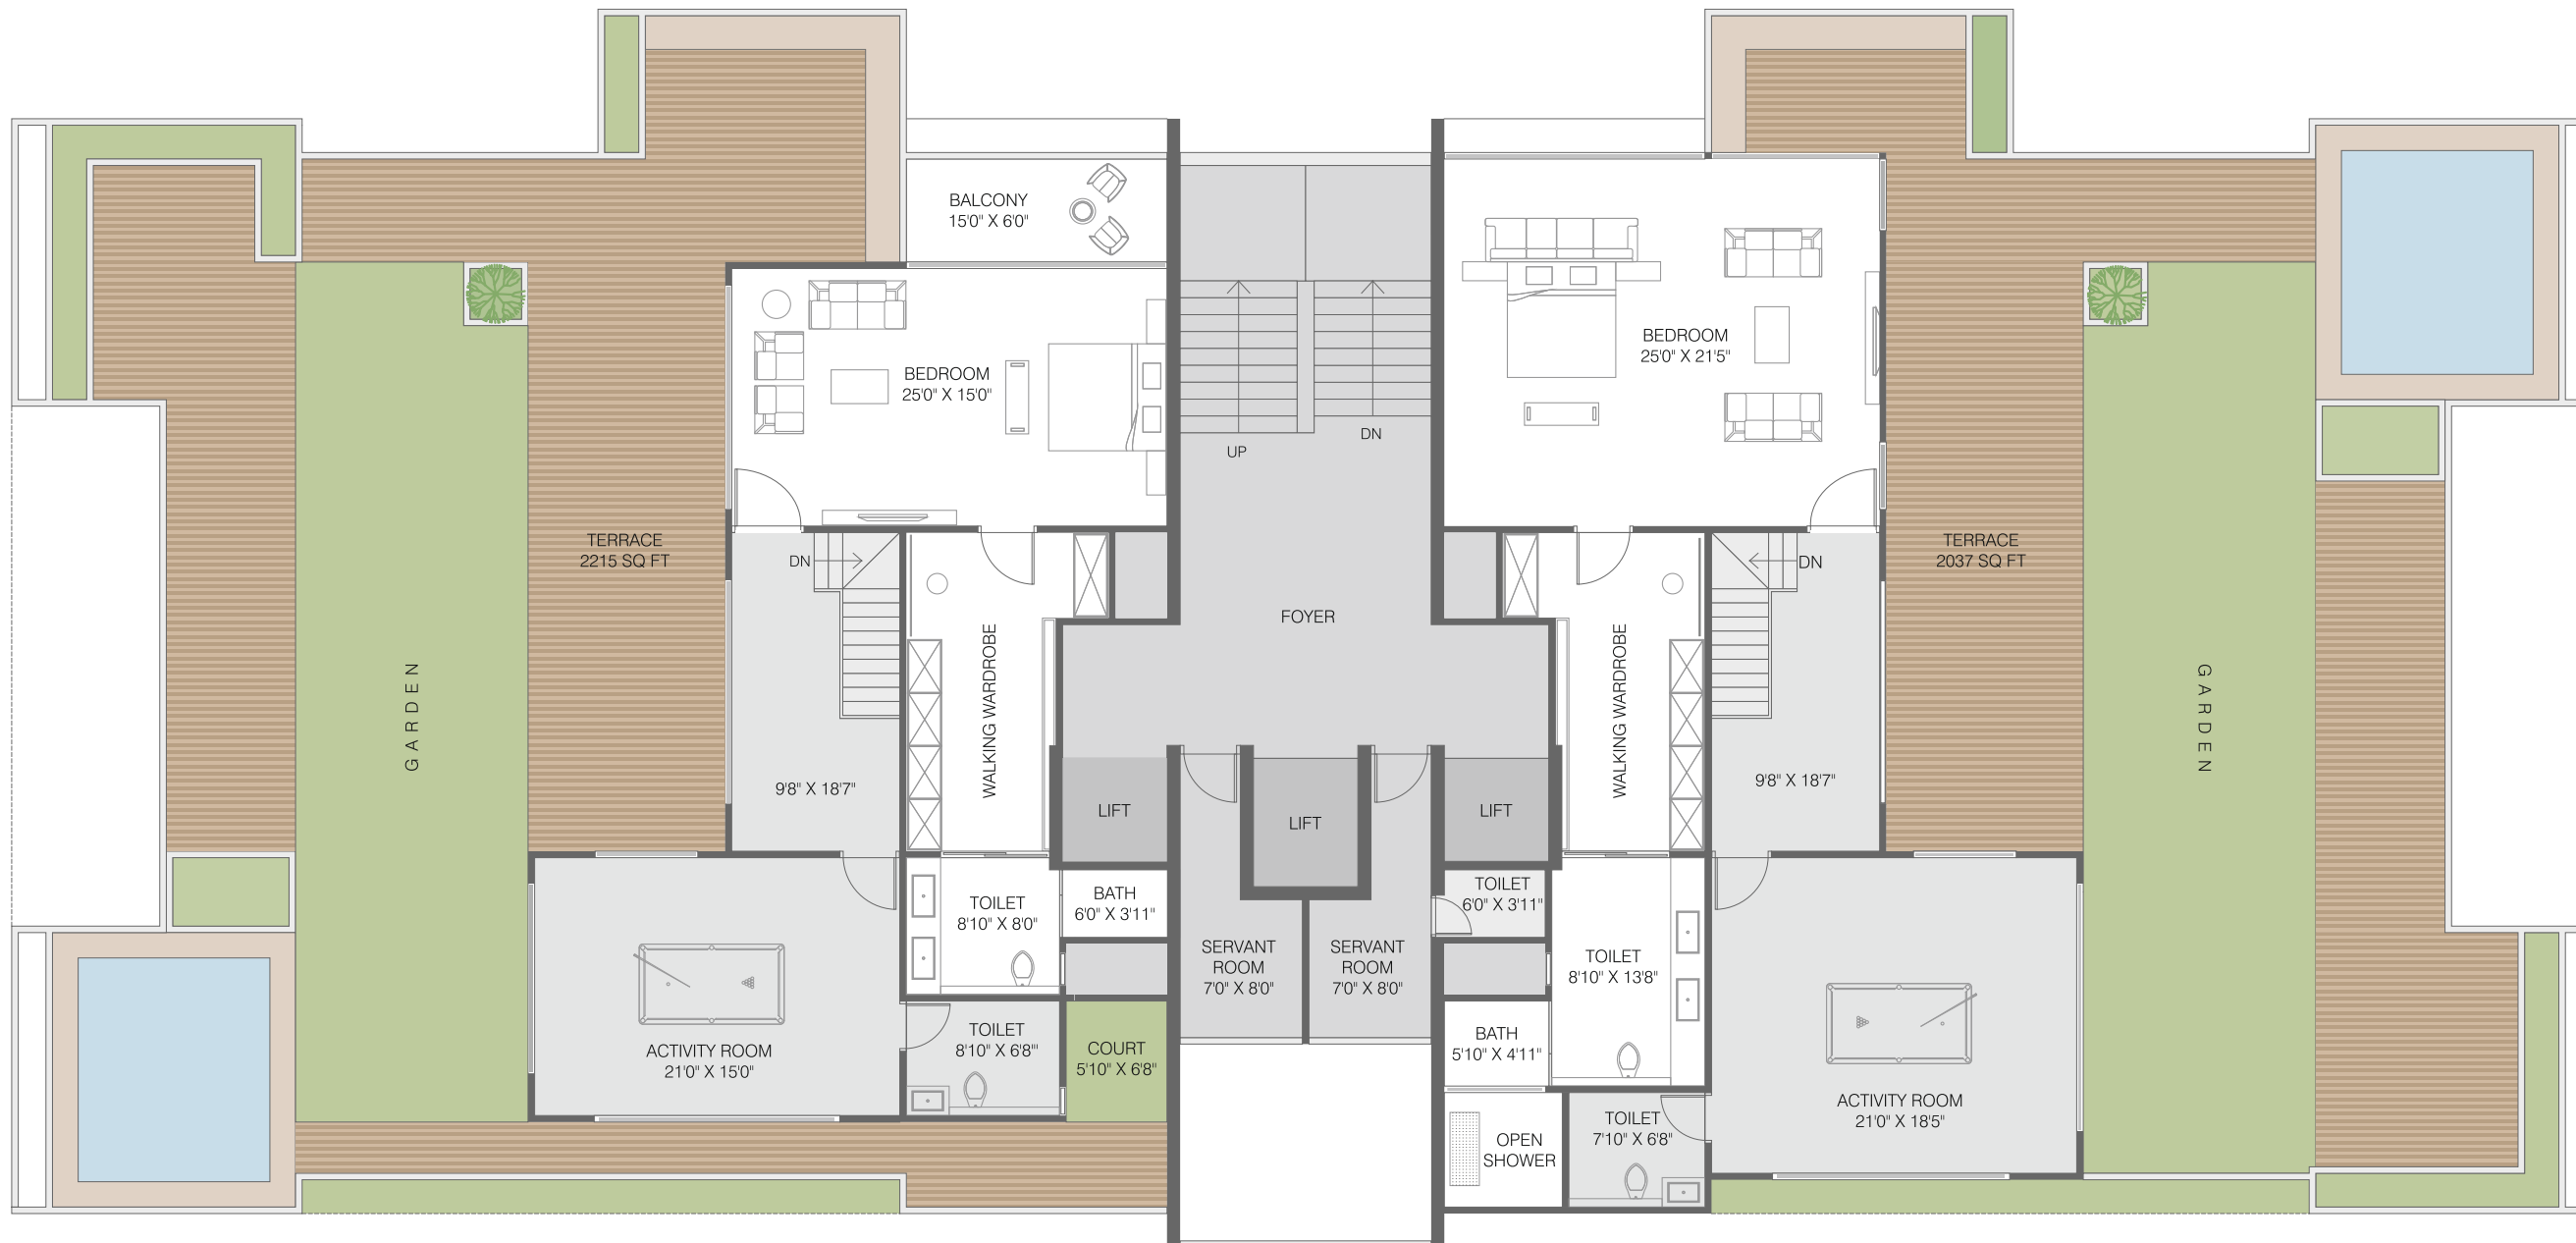 BALCONY
15'0" X 6'0"
BEDROOM
25'0" X 15'0"
BEDROOM
25'0" X 21'5"
UP
DN
TERRACE
2215 SQ FT
DN
DN
TERRACE
2037 SQ FT
FOYER
GARDEN
WALKING WARDROBE
WALKING WARDROBE
GARDEN
9'8" X 18'7"
9'8" X 18'7"
LIFT
LIFT
LIFT
TOILET
8'10" X 8'0"
BATH
6'0" X 3'11"
TOILET
6'0" X 3'11"
SERVANT
ROOM
7'0" X 8'0"
SERVANT
ROOM
7'0" X 8'0"
TOILET
8'10" X 13'8"
ACTIVITY ROOM
21'0" X 15'0"
TOILET
8'10" X 6'8'"
COURT
5'10" X 6'8"
BATH
5'10" X 4'11"
OPEN
SHOWER
TOILET
7'10" X 6'8"
ACTIVITY ROOM
21'0" X 18'5"